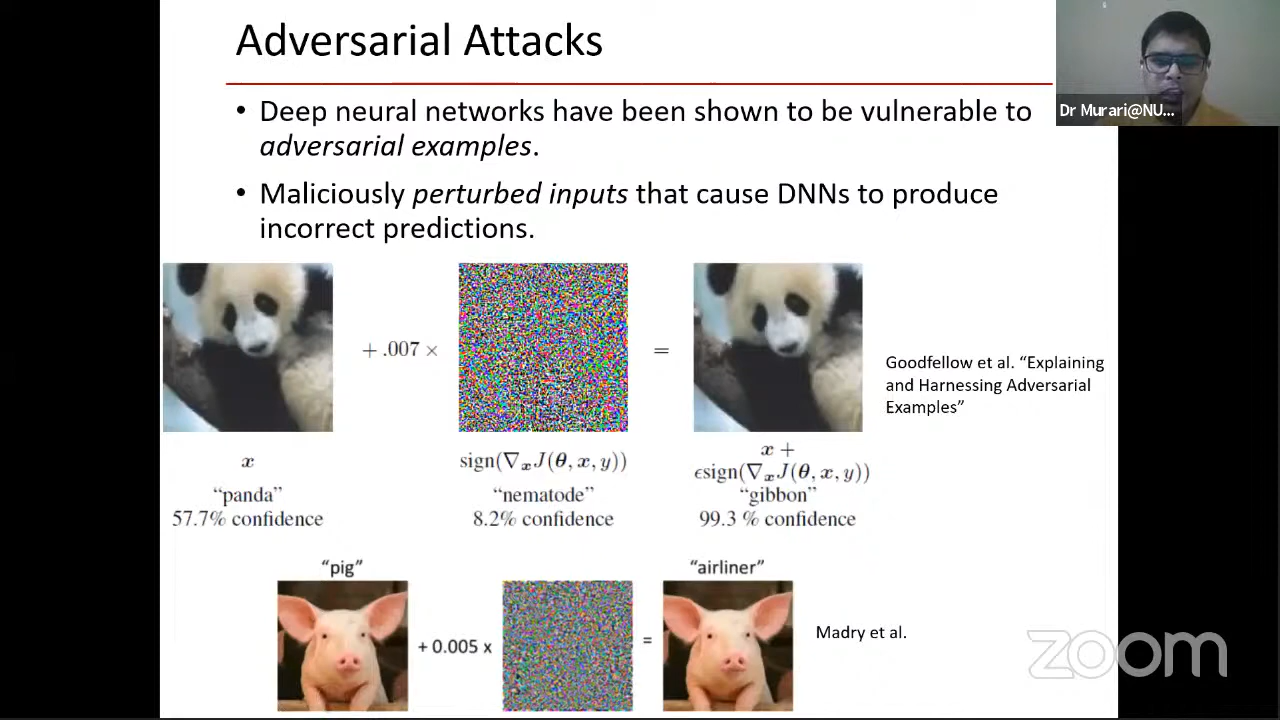 Adversarial Attacks
Dr Murari@NU...
• Deep neural networks have been shown to be vulnerable to
adversarial examples.
• Maliciously perturbed inputs that cause DNNs to produce
incorrect predictions.
+ .007 ×
=
Goodfellow et al. “Explaining
and Harnessing Adversarial
Examples”
x
“panda”
57.7% confidence
sign(∇ₓJ(θ, x, y))
“nematode”
8.2% confidence
x +
ϵsign(∇ₓJ(θ, x, y))
“gibbon”
99.3 % confidence
“pig”
“airliner”
+ 0.005 x
=
Madry et al.
zoom